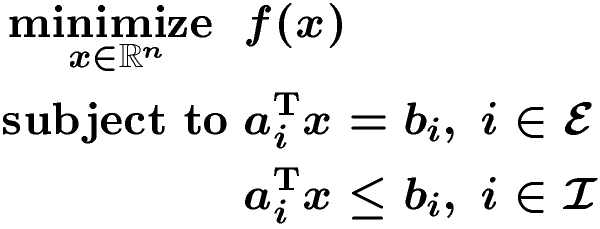 minimize f(x)
x∈ℝⁿ
subject to aᵢᵀx = bᵢ, i ∈ ℰ
aᵢᵀx ≤ bᵢ, i ∈ ℐ